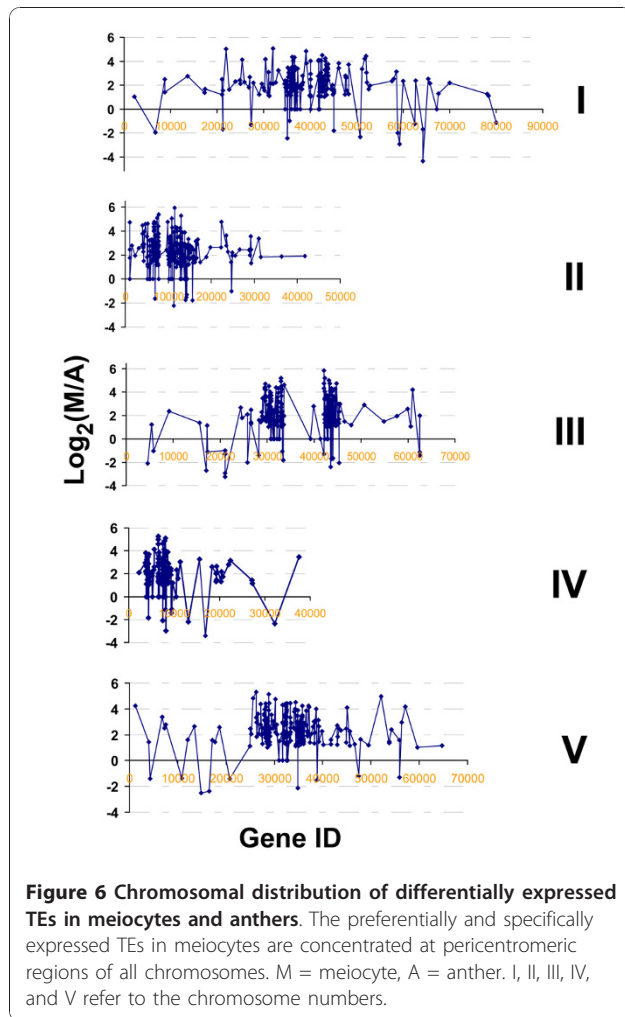 6
4
2
0
-2
-4
0 10000 20000 30000 40000 50000 60000 70000 80000 90000
I
6
4
2
0
-2
-4
0 10000 20000 30000 40000 50000
II
6
4
2
0
-2
-4
0 10000 20000 30000 40000 50000 60000 70000
III
6
4
2
0
-2
-4
0 10000 20000 30000 40000
IV
6
4
2
0
-2
-4
0 10000 20000 30000 40000 50000 60000 70000
V
Log2(M/A)
Gene ID
Figure 6 Chromosomal distribution of differentially expressed
TEs in meiocytes and anthers. The preferentially and specifically
expressed TEs in meiocytes are concentrated at pericentromeric
regions of all chromosomes. M = meiocyte, A = anther. I, II, III, IV,
and V refer to the chromosome numbers.